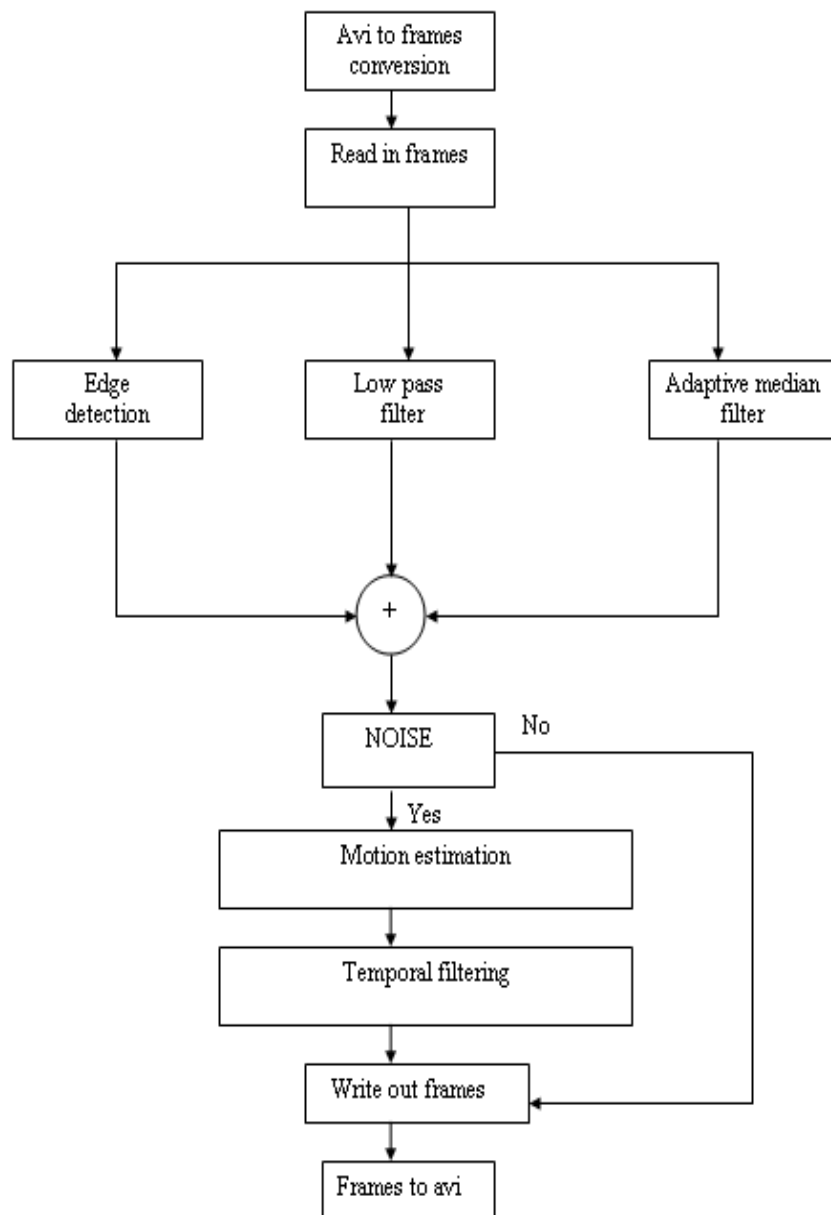 Avi to frames
conversion
Read in frames
Edge
detection
Low pass
filter
Adaptive median
filter
+
NOISE
No
Yes
Motion estimation
Temporal filtering
Write out frames
Frames to avi